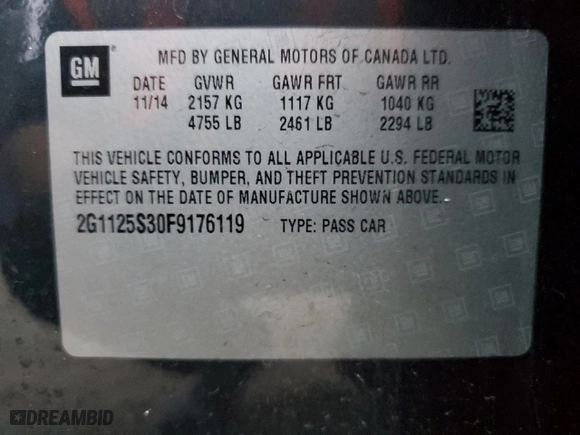 GM
MFD BY GENERAL MOTORS OF CANADA LTD.
DATE GVWR GAWR FRT GAWR RR
11/14 2157 KG 1117 KG 1040 KG
4755 LB 2461 LB 2294 LB
THIS VEHICLE CONFORMS TO ALL APPLICABLE U.S. FEDERAL MOTOR
VEHICLE SAFETY, BUMPER, AND THEFT PREVENTION STANDARDS IN
EFFECT ON THE DATE OF MANUFACTURE SHOWN ABOVE.
2G1125S30F9176119 TYPE: PASS CAR
DREAMBID